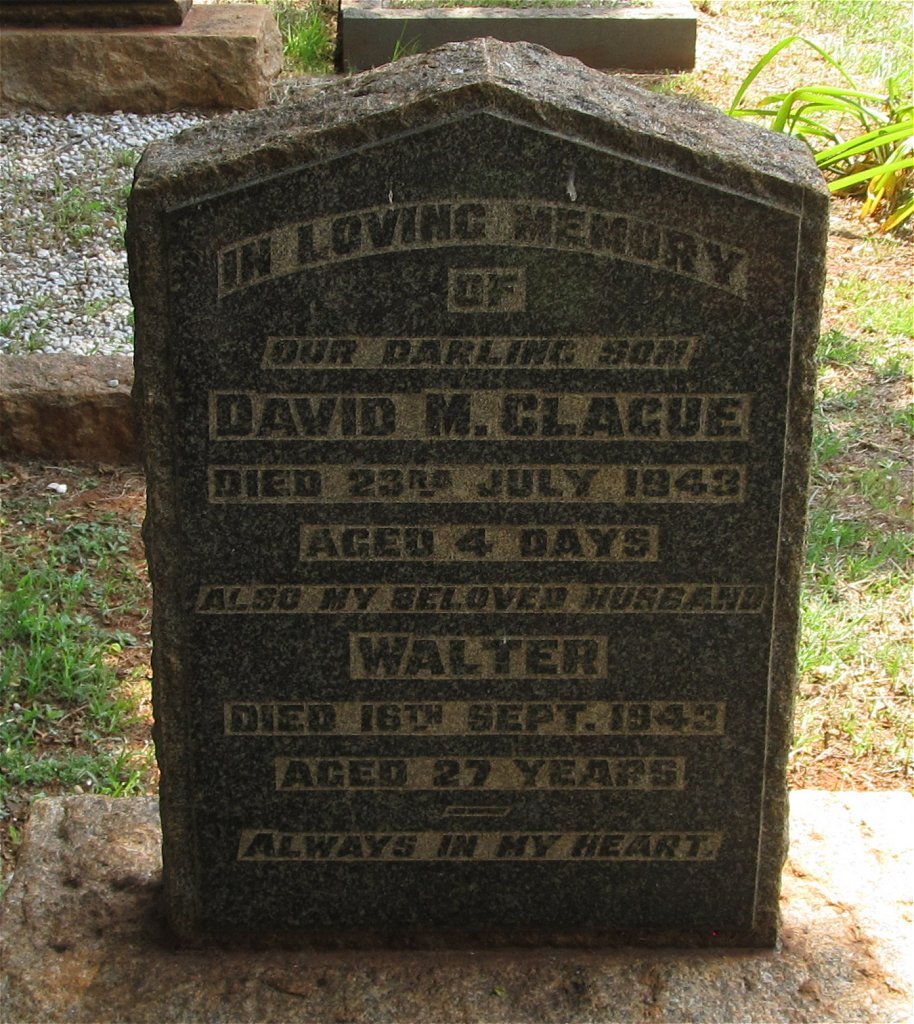 IN LOVING MEMORY
OF
OUR DARLING SON
DAVID M. CLAGUE
DIED 23RD JULY 1943
AGED 4 DAYS
ALSO MY BELOVED HUSBAND
WALTER
DIED 16TH SEPT. 1943
AGED 27 YEARS
ALWAYS IN MY HEART.